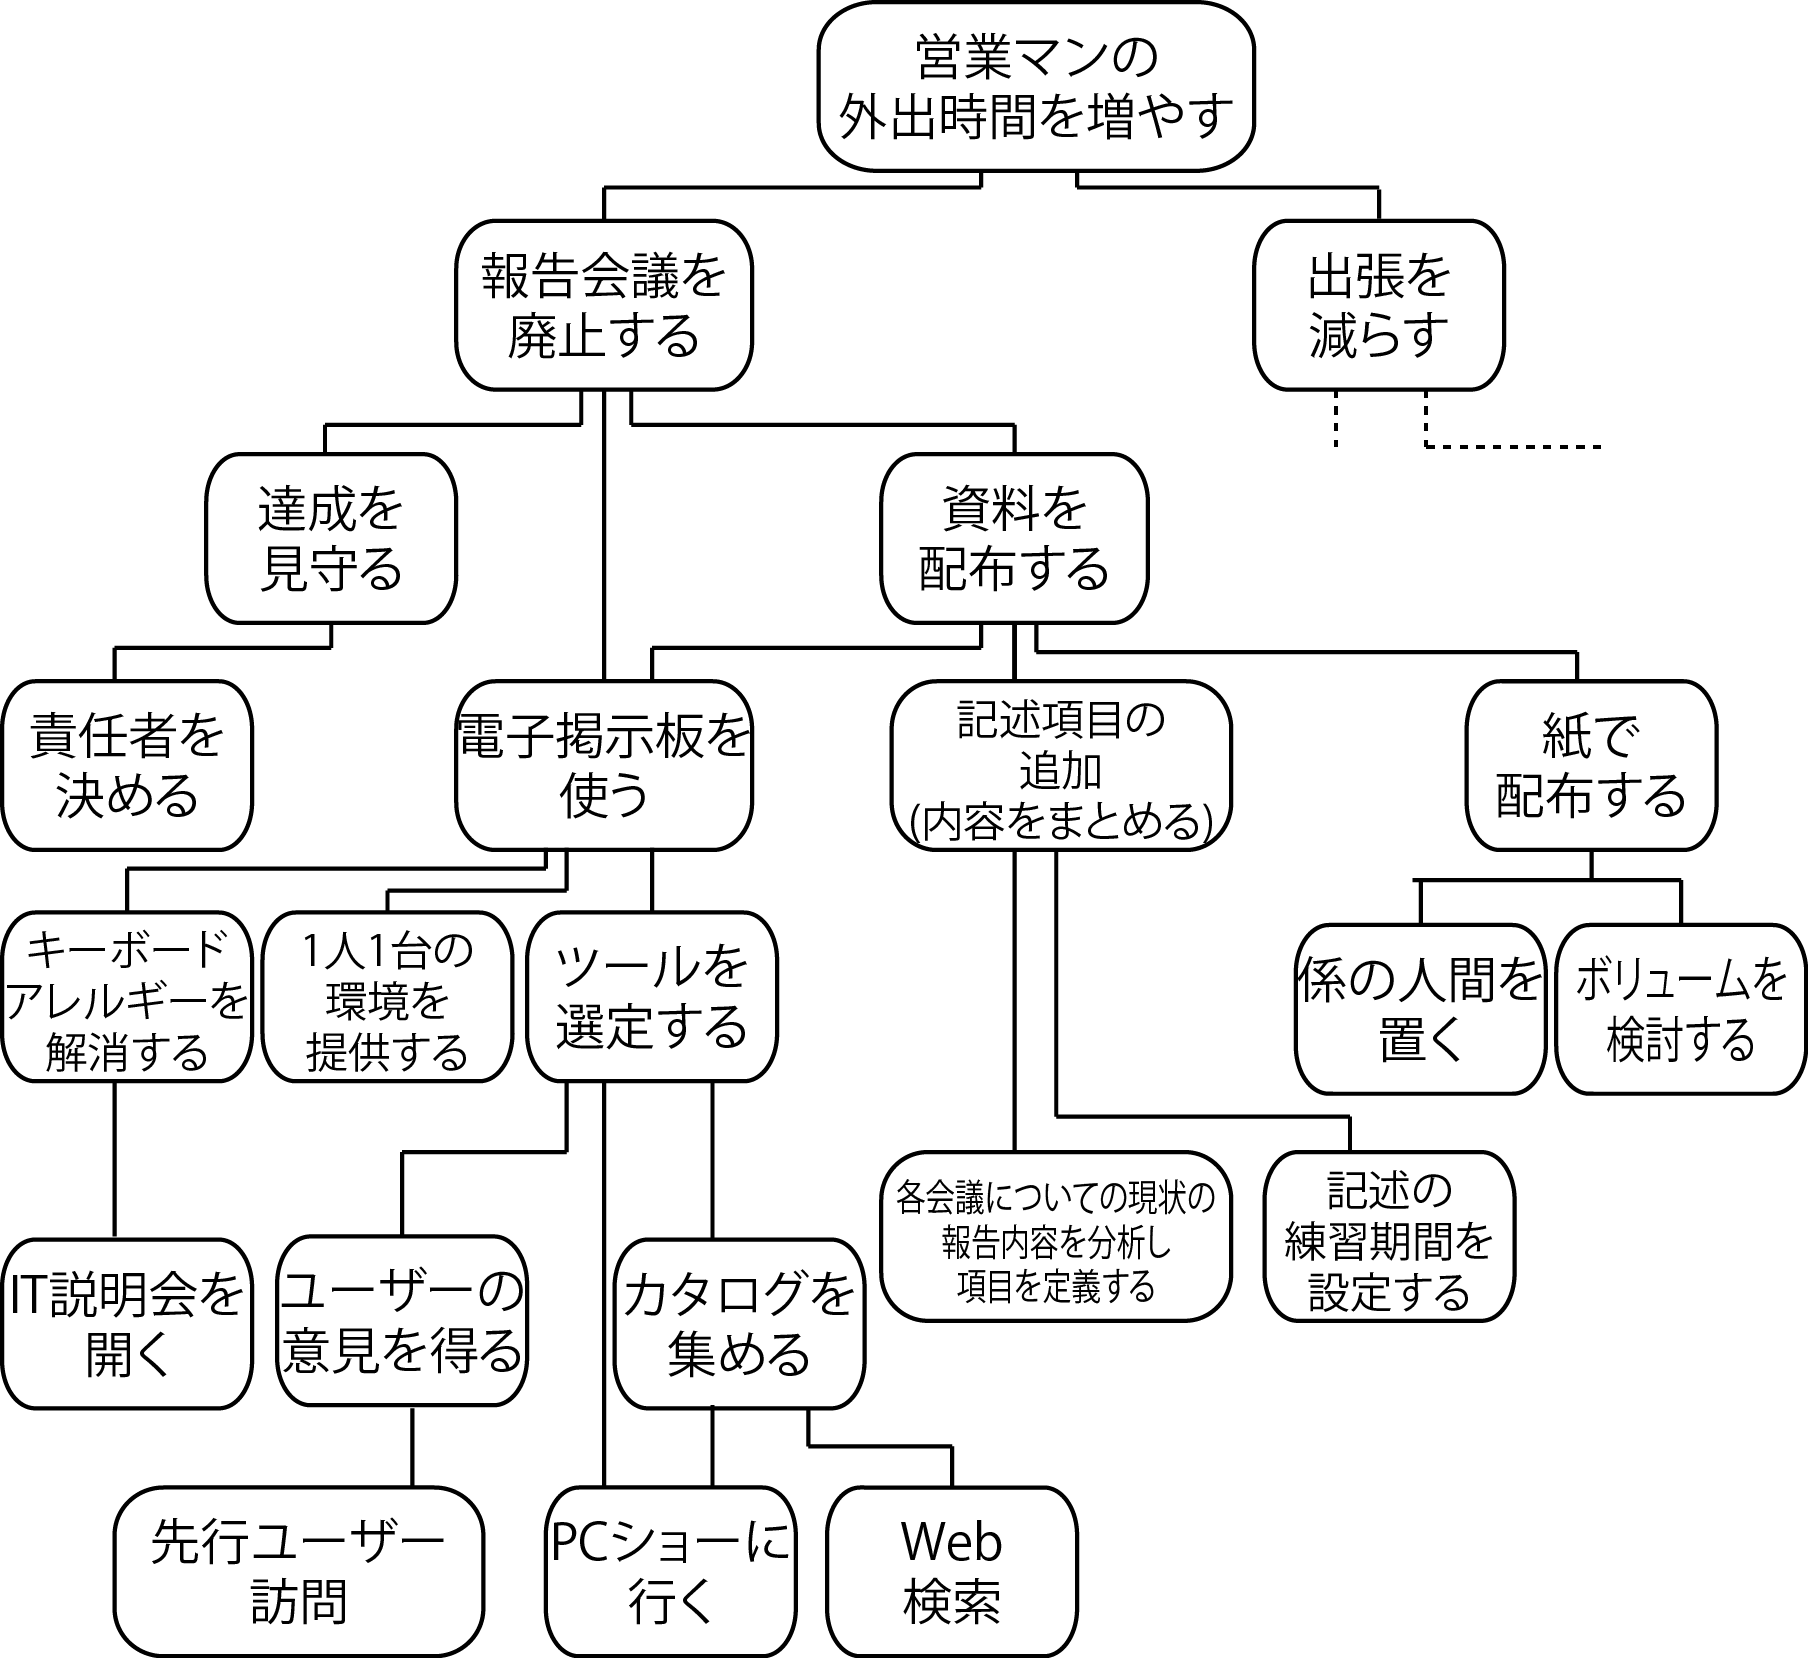 営業マンの
外出時間を増やす
報告会議を
廃止する
出張を
減らす
達成を
見守る
資料を
配布する
責任者を
決める
電子掲示板を
使う
記述項目の
追加
(内容をまとめる)
紙で
配布する
キーボード
アレルギーを
解消する
1人1台の
環境を
提供する
ツールを
選定する
係の人間を
置く
ボリュームを
検討する
各会議についての現状の
報告内容を分析し
項目を定義する
記述の
練習期間を
設定する
IT説明会を
開く
ユーザーの
意見を得る
カタログを
集める
先行ユーザー
訪問
PCショーに
行く
Web
検索